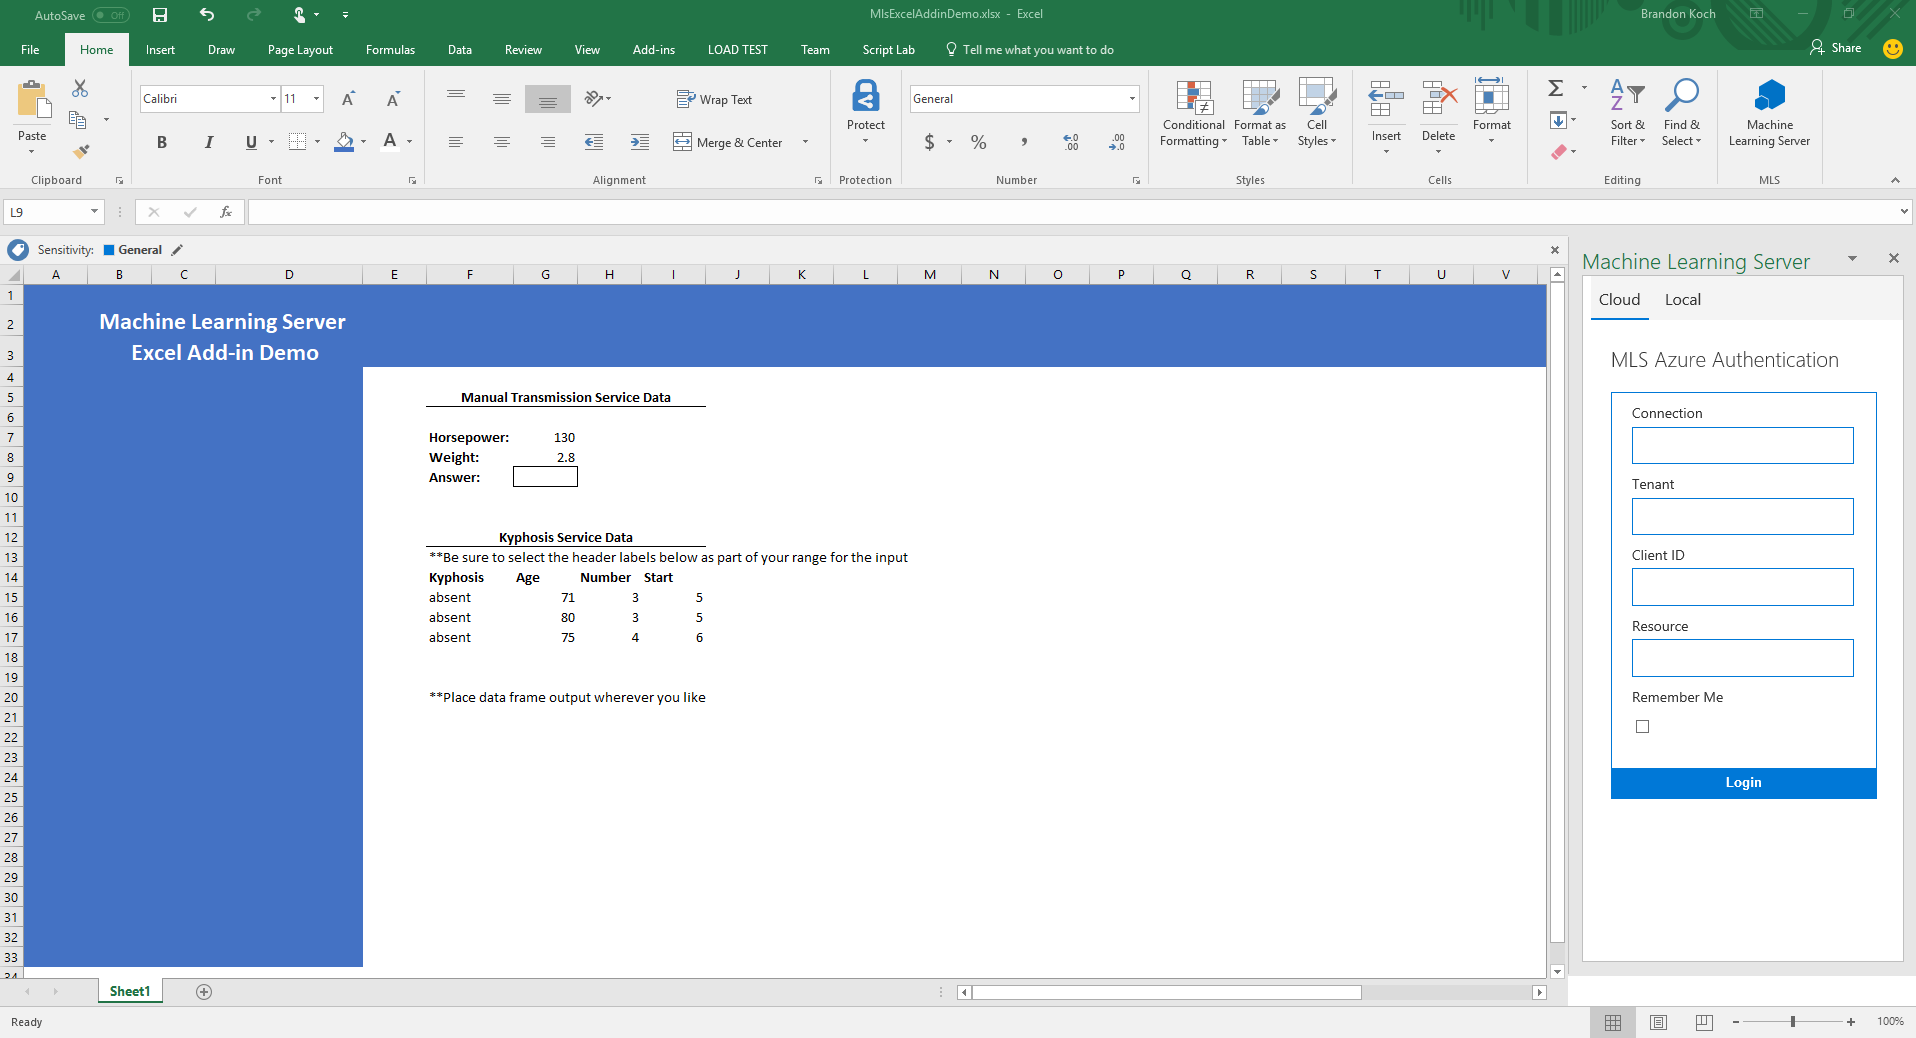 AutoSave Off
MlsExcelAddinDemo.xlsx - Excel
Brandon Koch
File Home Insert Draw Page Layout Formulas Data Review View Add-ins LOAD TEST Team Script Lab Tell me what you want to do Share
Paste
Clipboard
Calibri 11
A A
B I U A
Font
Wrap Text
Merge & Center
Alignment
Protect
Protection
General
$ % , .0 .00 .00 .0
Number
Conditional Formatting
Format as Table
Cell Styles
Styles
Insert
Delete
Format
Cells
Σ
Sort & Filter
Find & Select
Editing
Machine Learning Server
MLS
L9
fx
Sensitivity: General
A B C D E F G H I J K L M N O P Q R S T U V
1
2 Machine Learning Server
3 Excel Add-in Demo
4
5 Manual Transmission Service Data
6
7 Horsepower: 130
8 Weight: 2.8
9 Answer:
10
11
12 Kyphosis Service Data
13 **Be sure to select the header labels below as part of your range for the input
14 Kyphosis Age Number Start
15 absent 71 3 5
16 absent 80 3 5
17 absent 75 4 6
18
19
20 **Place data frame output wherever you like
21
22
23
24
25
26
27
28
29
30
31
32
33
34
Machine Learning Server
Cloud Local
MLS Azure Authentication
Connection
Tenant
Client ID
Resource
Remember Me
Login
Sheet1
Ready
100%